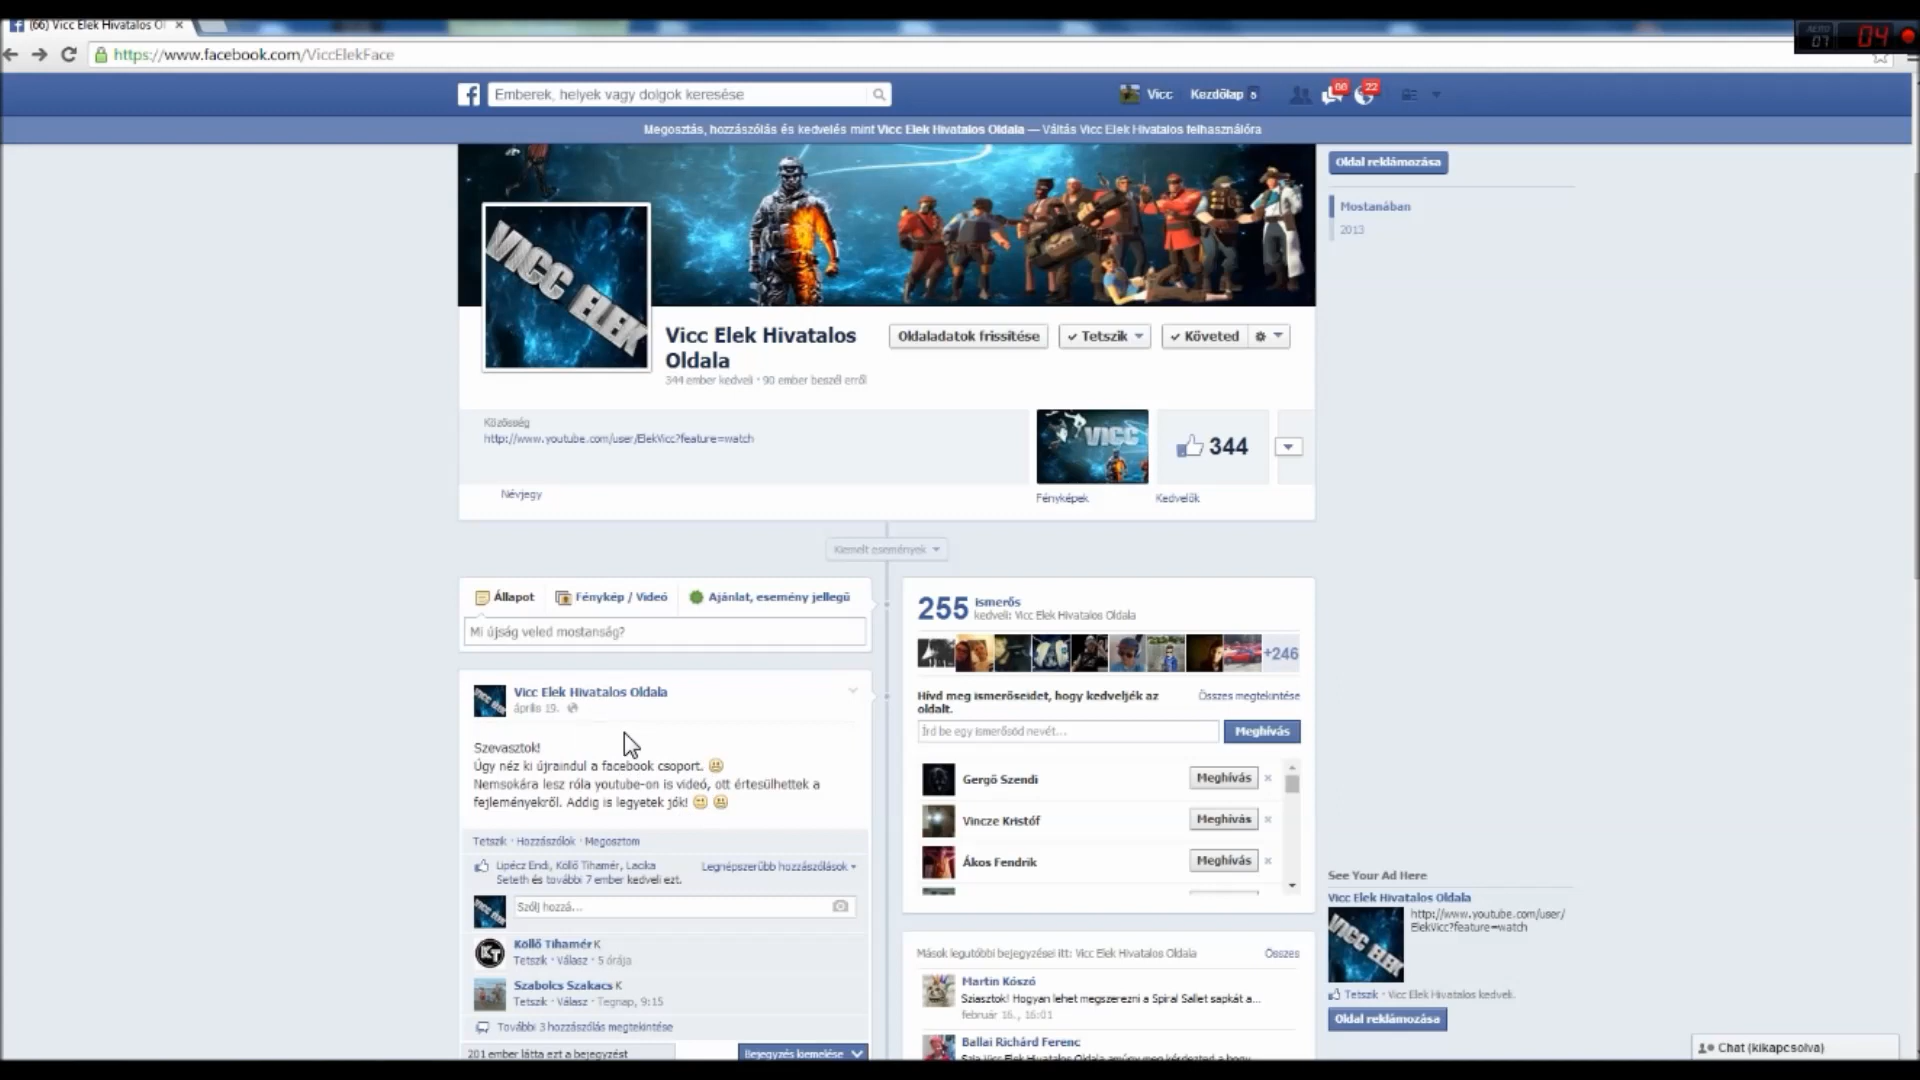 (66) Vicc Elek Hivatalos Ol
https://www.facebook.com/ViccElekFace
04
07
Emberek, helyek vagy dolgok keresése
Vicc Kezdőlap 5
22
Megosztás, hozzászólás és kedvelés mint Vicc Elek Hivatalos Oldala — Váltás Vicc Elek Hivatalos felhasználóra
Oldal reklámozása
Mostanában
2013
VICC ELEK
Vicc Elek Hivatalos
Oldala
344 ember kedveli · 90 ember beszél erről
Oldaladatok frissítése
Tetszik
Követed
Közösség
http://www.youtube.com/user/ElekVicc?feature=watch
Névjegy
VICC
Fényképek
344
Kedvelők
Kiemelt események
Állapot Fénykép / Videó Ajánlat, esemény jellegű
Mi újság veled mostanság?
Vicc Elek Hivatalos Oldala
április 19.
Szevasztok!
Úgy néz ki újraindul a facebook csoport.
Nemsokára lesz róla youtube-on is videó, ott értesülhettek a
fejleményekről. Addig is legyetek jók!
Tetszik · Hozzászólok · Megosztom
Lipécz Endi, Köllő Tihamér, Lacika
Seteth és további 7 ember kedveli ezt.
Legnépszerűbb hozzászólások
Szólj hozzá...
Köllő Tihamér K
Tetszik · Válasz · 5 órája
Szabolcs Szakacs K
Tetszik · Válasz · Tegnap, 9:15
További 3 hozzászólás megtekintése
201 ember látta ezt a bejegyzést
Bejegyzés kiemelése
255 ismerős
kedveli: Vicc Elek Hivatalos Oldala
+246
Hívd meg ismerőseidet, hogy kedveljék az
oldalt.
Összes megtekintése
Írd be egy ismerősöd nevét...
Meghívás
Gergő Szendi Meghívás ×
Vincze Kristóf Meghívás ×
Ákos Fendrik Meghívás ×
Mások legutóbbi bejegyzései itt: Vicc Elek Hivatalos Oldala Összes
Martin Kószó
Sziasztok! Hogyan lehet megszerezni a Spiral Sallet sapkát a...
február 16., 16:01
Ballai Richárd Ferenc
See Your Ad Here
Vicc Elek Hivatalos Oldala
VICC ELEK
http://www.youtube.com/user/
ElekVicc?feature=watch
Tetszik · Vicc Elek Hivatalos kedveli.
Oldal reklámozása
Chat (kikapcsolva)